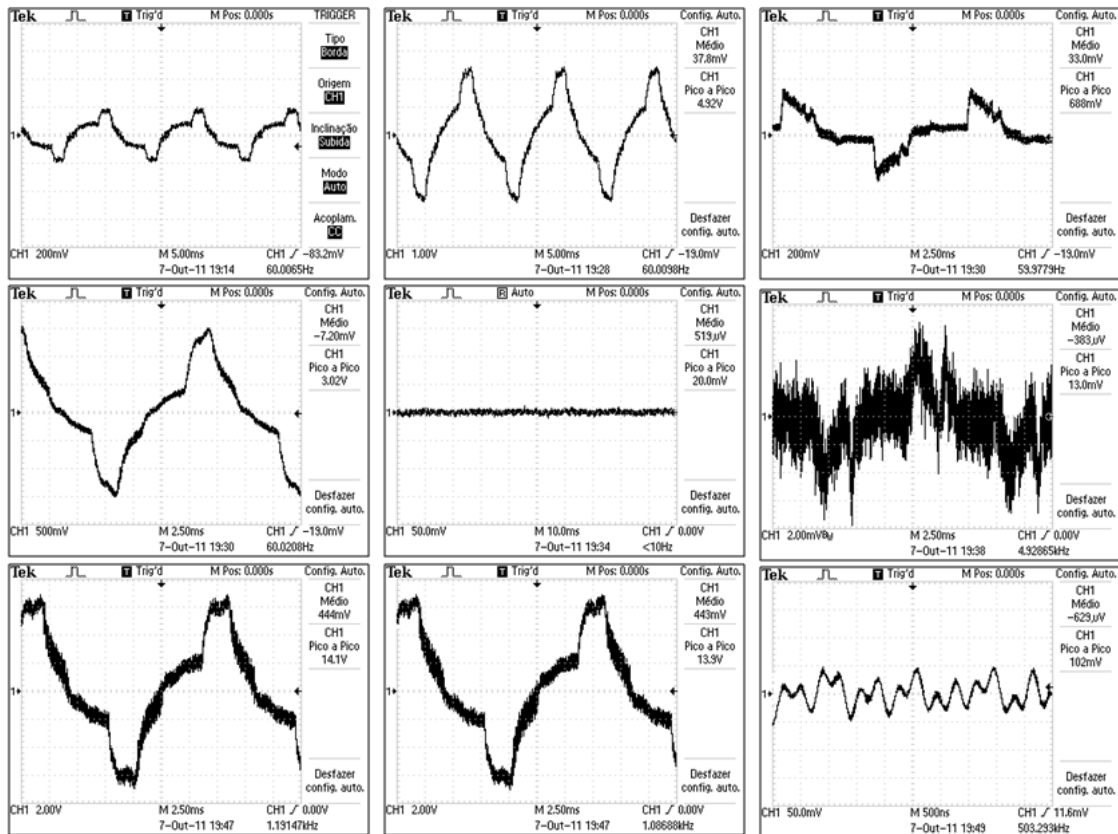 Tek Trig'd M Pos: 0.000s TRIGGER
T
Tipo
Borda
Origem
CH1
Inclinação
Subida
Modo
Auto
Acoplam.
CC
1
CH1 200mV M 5.00ms CH1 -83.2mV
7-Out-11 19:14 60.0065Hz
Tek Trig'd M Pos: 0.000s Config. Auto.
T
CH1
Médio
37.8mV
CH1
Pico a Pico
4.92V
1
Desfazer
config. auto.
CH1 1.00V M 5.00ms CH1 -19.0mV
7-Out-11 19:28 60.0098Hz
Tek Trig'd M Pos: 0.000s Config. Auto.
T
CH1
Médio
33.0mV
CH1
Pico a Pico
688mV
1
Desfazer
config. auto.
CH1 200mV M 2.50ms CH1 -19.0mV
7-Out-11 19:30 59.9779Hz
Tek Trig'd M Pos: 0.000s Config. Auto.
T
CH1
Médio
-7.20mV
CH1
Pico a Pico
3.02V
1
Desfazer
config. auto.
CH1 500mV M 2.50ms CH1 -19.0mV
7-Out-11 19:30 60.0208Hz
Tek R Auto M Pos: 0.000s Config. Auto.
CH1
Médio
519µV
CH1
Pico a Pico
20.0mV
1
Desfazer
config. auto.
CH1 50.0mV M 10.0ms CH1 0.00V
7-Out-11 19:34 <10Hz
Tek Trig'd M Pos: 0.000s Config. Auto.
T
CH1
Médio
-383µV
CH1
Pico a Pico
13.0mV
1
Desfazer
config. auto.
CH1 2.00mVBW M 2.50ms CH1 0.00V
7-Out-11 19:38 4.92865kHz
Tek Trig'd M Pos: 0.000s Config. Auto.
T
CH1
Médio
444mV
CH1
Pico a Pico
14.1V
1
Desfazer
config. auto.
CH1 2.00V M 2.50ms CH1 0.00V
7-Out-11 19:47 1.19147kHz
Tek Trig'd M Pos: 0.000s Config. Auto.
T
CH1
Médio
443mV
CH1
Pico a Pico
13.9V
1
Desfazer
config. auto.
CH1 2.00V M 2.50ms CH1 0.00V
7-Out-11 19:47 1.08688kHz
Tek Trig'd M Pos: 0.000s Config. Auto.
T
CH1
Médio
-629µV
CH1
Pico a Pico
102mV
1
Desfazer
config. auto.
CH1 50.0mV M 500ns CH1 11.6mV
7-Out-11 19:49 503.293kHz